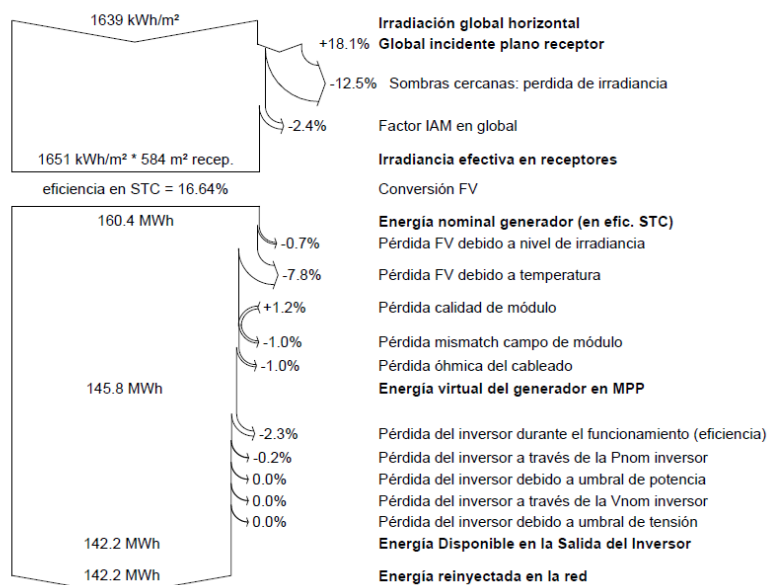 1639 kWh/m² Irradiación global horizontal
+18.1% Global incidente plano receptor
-12.5% Sombras cercanas: perdida de irradiancia
-2.4% Factor IAM en global
1651 kWh/m² * 584 m² recep. Irradiancia efectiva en receptores
eficiencia en STC = 16.64% Conversión FV
160.4 MWh Energía nominal generador (en efic. STC)
-0.7% Pérdida FV debido a nivel de irradiancia
-7.8% Pérdida FV debido a temperatura
+1.2% Pérdida calidad de módulo
-1.0% Pérdida mismatch campo de módulo
-1.0% Pérdida óhmica del cableado
145.8 MWh Energía virtual del generador en MPP
-2.3% Pérdida del inversor durante el funcionamiento (eficiencia)
-0.2% Pérdida del inversor a través de la Pnom inversor
0.0% Pérdida del inversor debido a umbral de potencia
0.0% Pérdida del inversor a través de la Vnom inversor
0.0% Pérdida del inversor debido a umbral de tensión
142.2 MWh Energía Disponible en la Salida del Inversor
142.2 MWh Energía reinyectada en la red